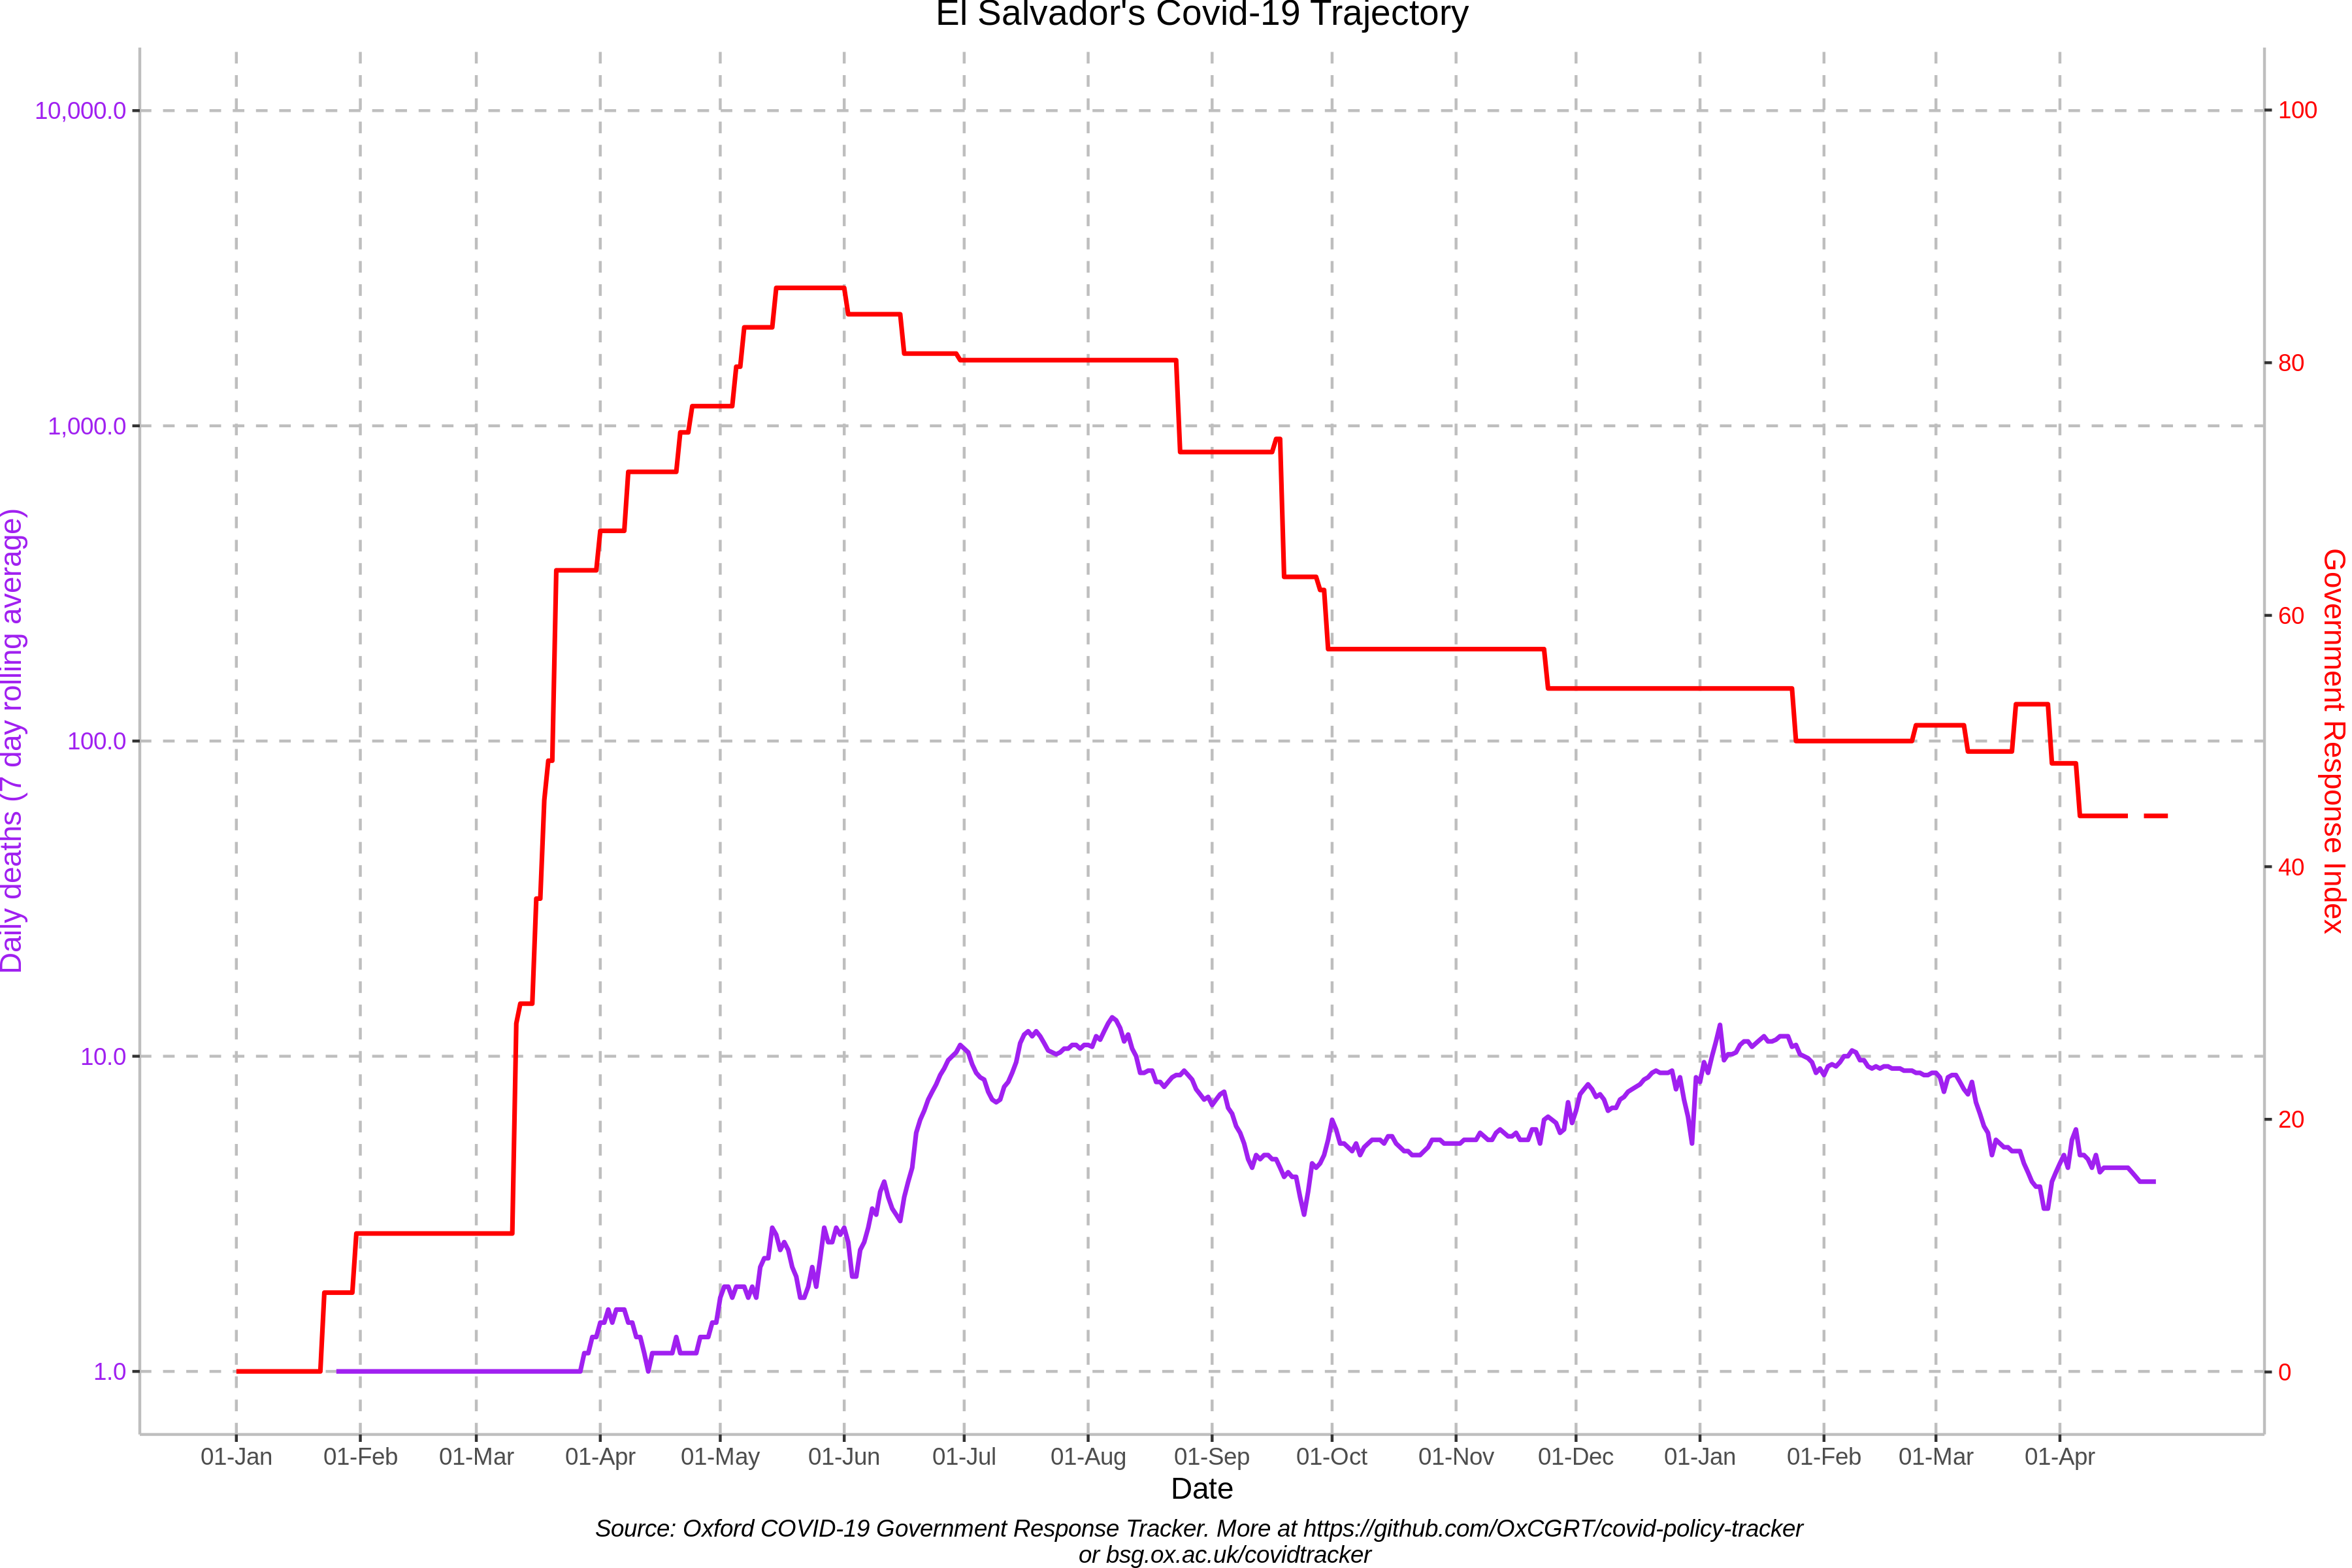 El Salvador's Covid-19 Trajectory
10,000.0
1,000.0
100.0
10.0
1.0
Daily deaths (7 day rolling average)
100
80
60
40
20
0
Government Response Index
01-Jan 01-Feb 01-Mar 01-Apr 01-May 01-Jun 01-Jul 01-Aug 01-Sep 01-Oct 01-Nov 01-Dec 01-Jan 01-Feb 01-Mar 01-Apr
Date
Source: Oxford COVID-19 Government Response Tracker. More at https://github.com/OxCGRT/covid-policy-tracker
or bsg.ox.ac.uk/covidtracker